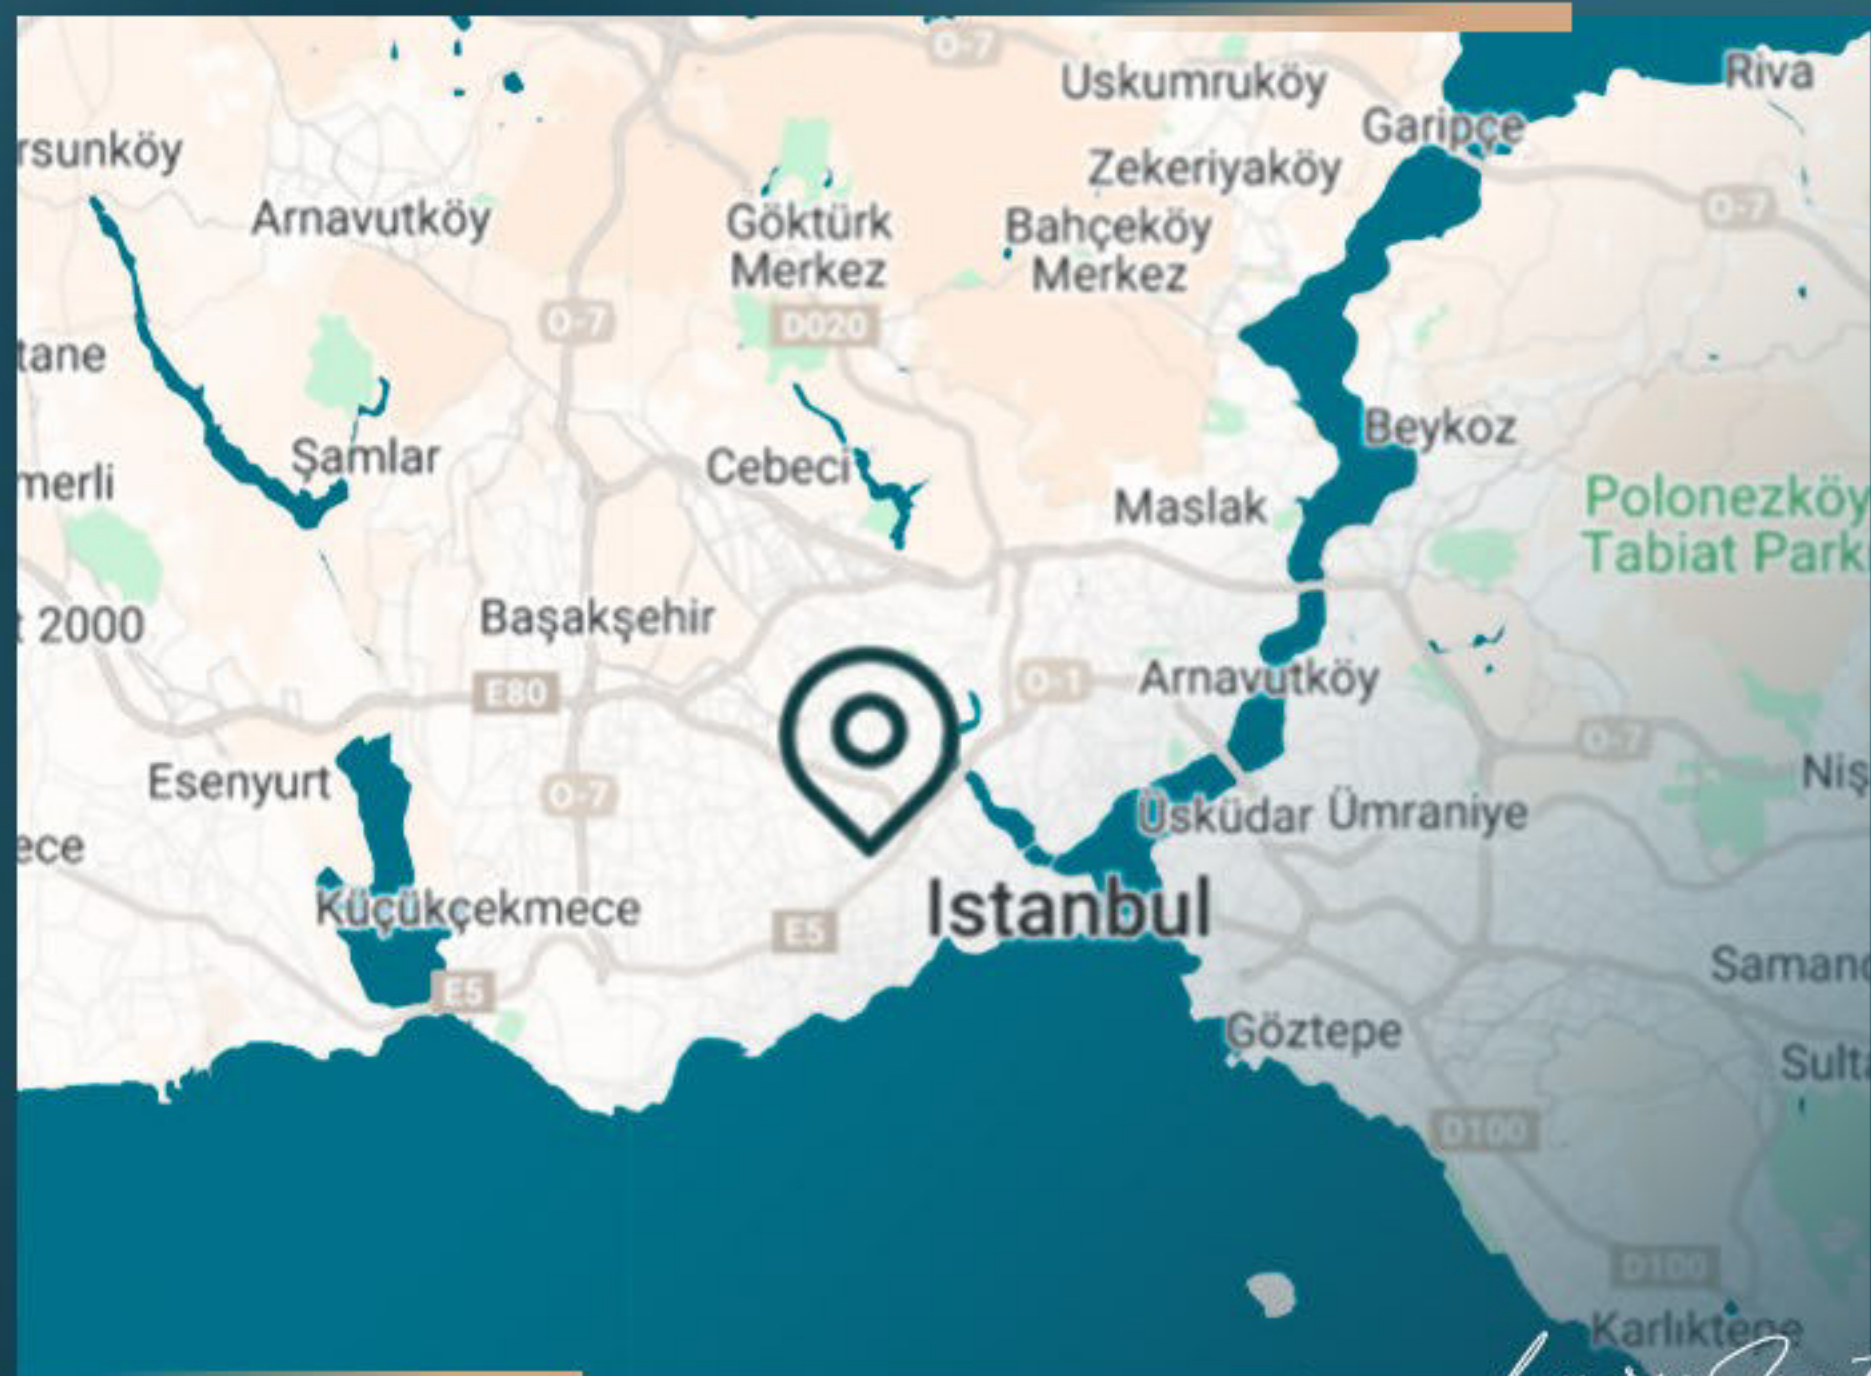 O-7
Uskumruköy
Riva
Garipçe
rsunköy
Zekeriyaköy
Arnavutköy
Göktürk
Merkez
Bahçeköy
Merkez
O-7
O-7
D020
tane
Beykoz
Şamlar
Cebeci
merli
Maslak
Polonezköy
Tabiat Park
t 2000
Başakşehir
E80
O-1
Arnavutköy
O-7
Esenyurt
O-7
Niş
Üsküdar
Ümraniye
ece
Küçükçekmece
Istanbul
E5
E5
Samand
Göztepe
Sult
D100
D100
Karlıktepe